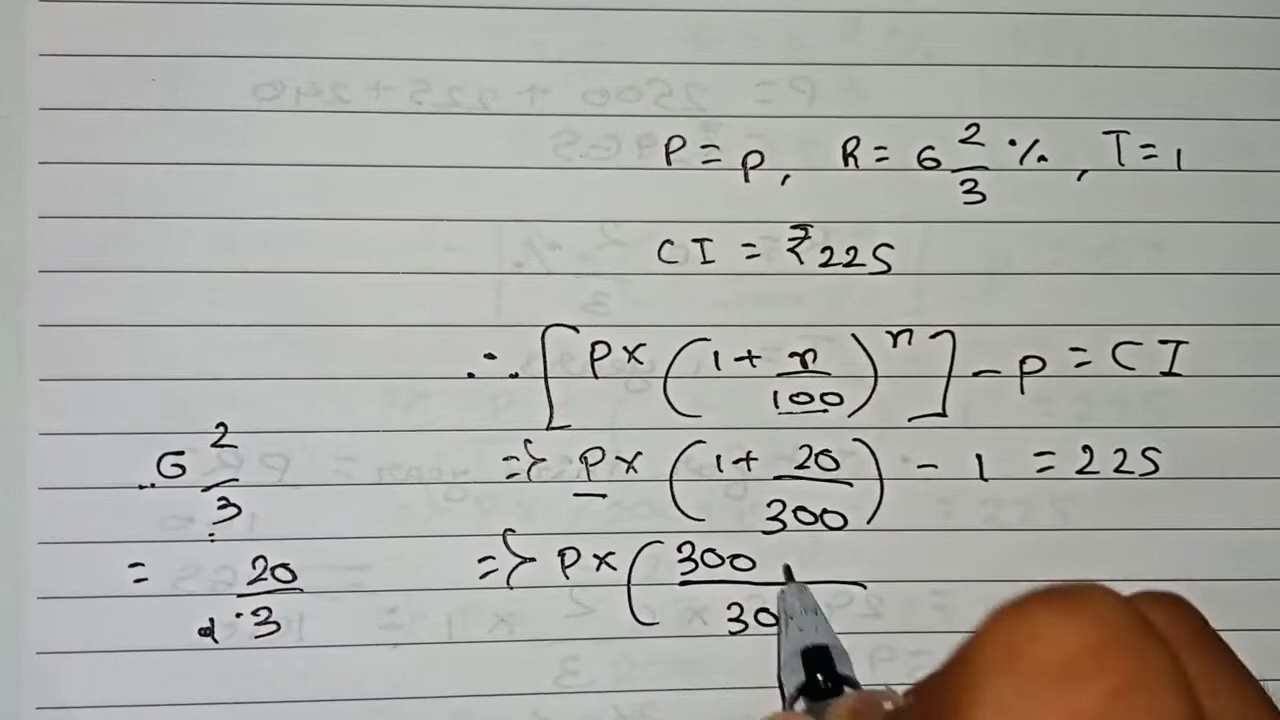 P = P, R = 6 2/3 %, T = 1
CI = ₹225
∴ [P × (1 + r/100)^n] - P = CI
6 2/3
⇒ P × (1 + 20/300) - 1 = 225
= 20/3
⇒ P × (300 / 30